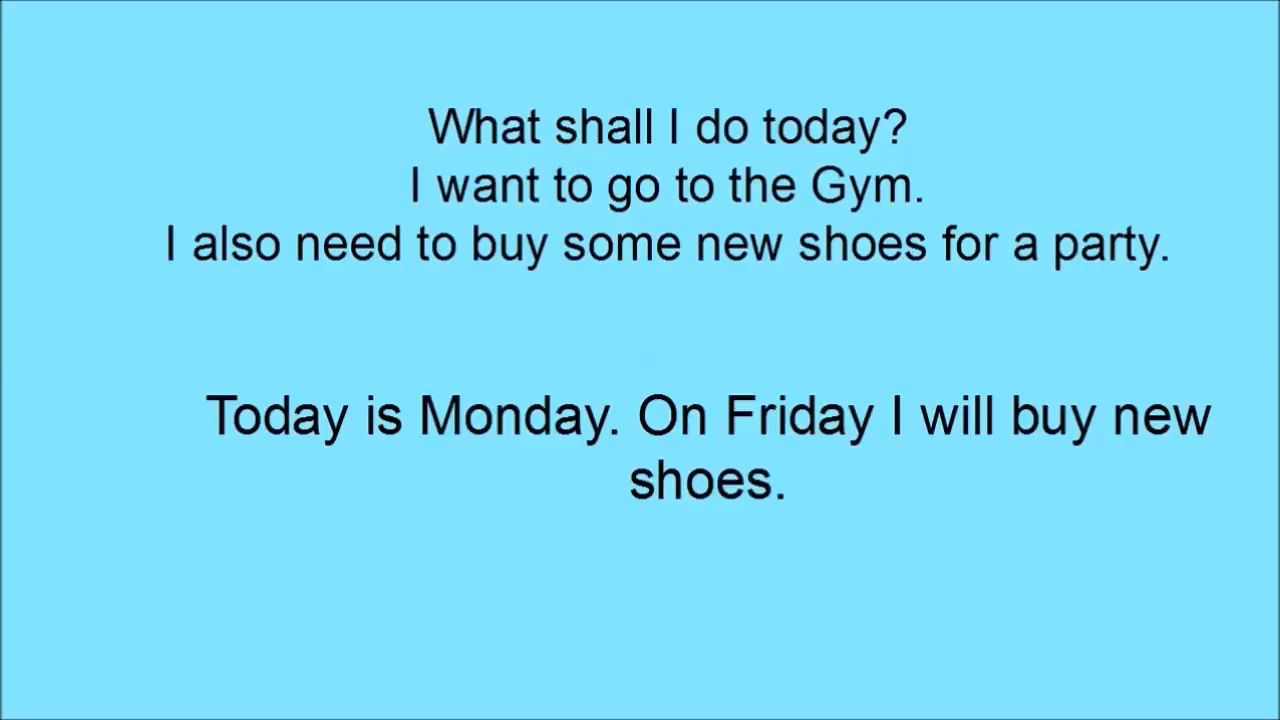 What shall I do today?
I want to go to the Gym.
I also need to buy some new shoes for a party.
Today is Monday. On Friday I will buy new
shoes.